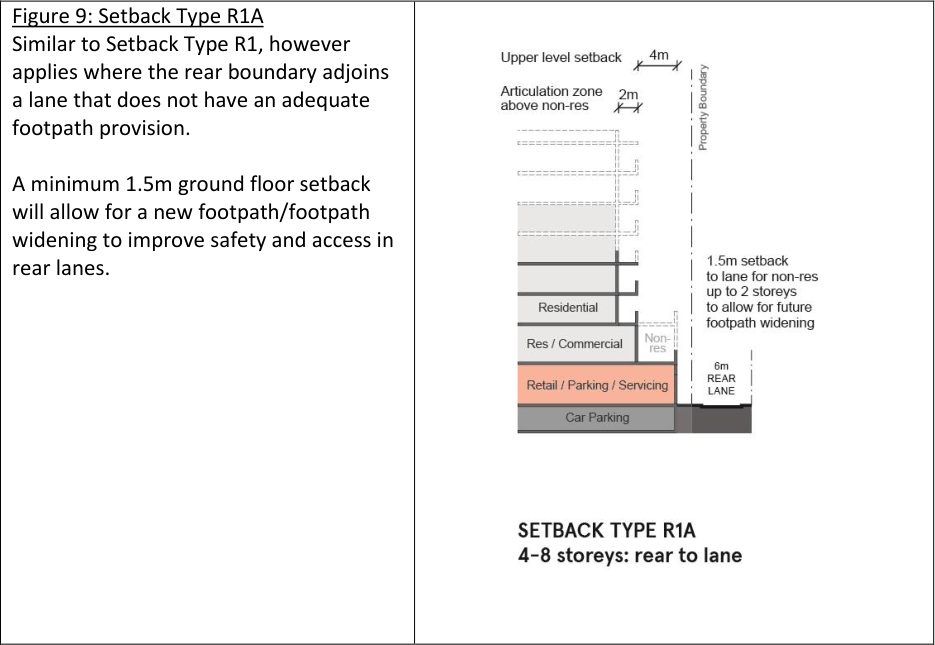 Figure 9: Setback Type R1A
Similar to Setback Type R1, however
applies where the rear boundary adjoins
a lane that does not have an adequate
footpath provision.
A minimum 1.5m ground floor setback
will allow for a new footpath/footpath
widening to improve safety and access in
rear lanes.
Upper level setback
4m
Articulation zone
above non-res
2m
Property Boundary
1.5m setback
to lane for non-res
up to 2 storeys
to allow for future
footpath widening
Residential
Res / Commercial
Non-
res
Retail / Parking / Servicing
6m
REAR
LANE
Car Parking
SETBACK TYPE R1A
4-8 storeys: rear to lane